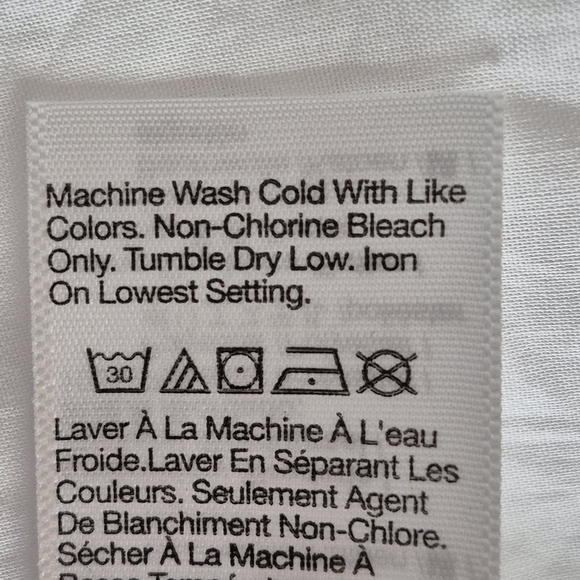 Machine Wash Cold With Like
Colors. Non-Chlorine Bleach
Only. Tumble Dry Low. Iron
On Lowest Setting.
30
Laver À La Machine À L'eau
Froide.Laver En Séparant Les
Couleurs. Seulement Agent
De Blanchiment Non-Chlore.
Sécher À La Machine À